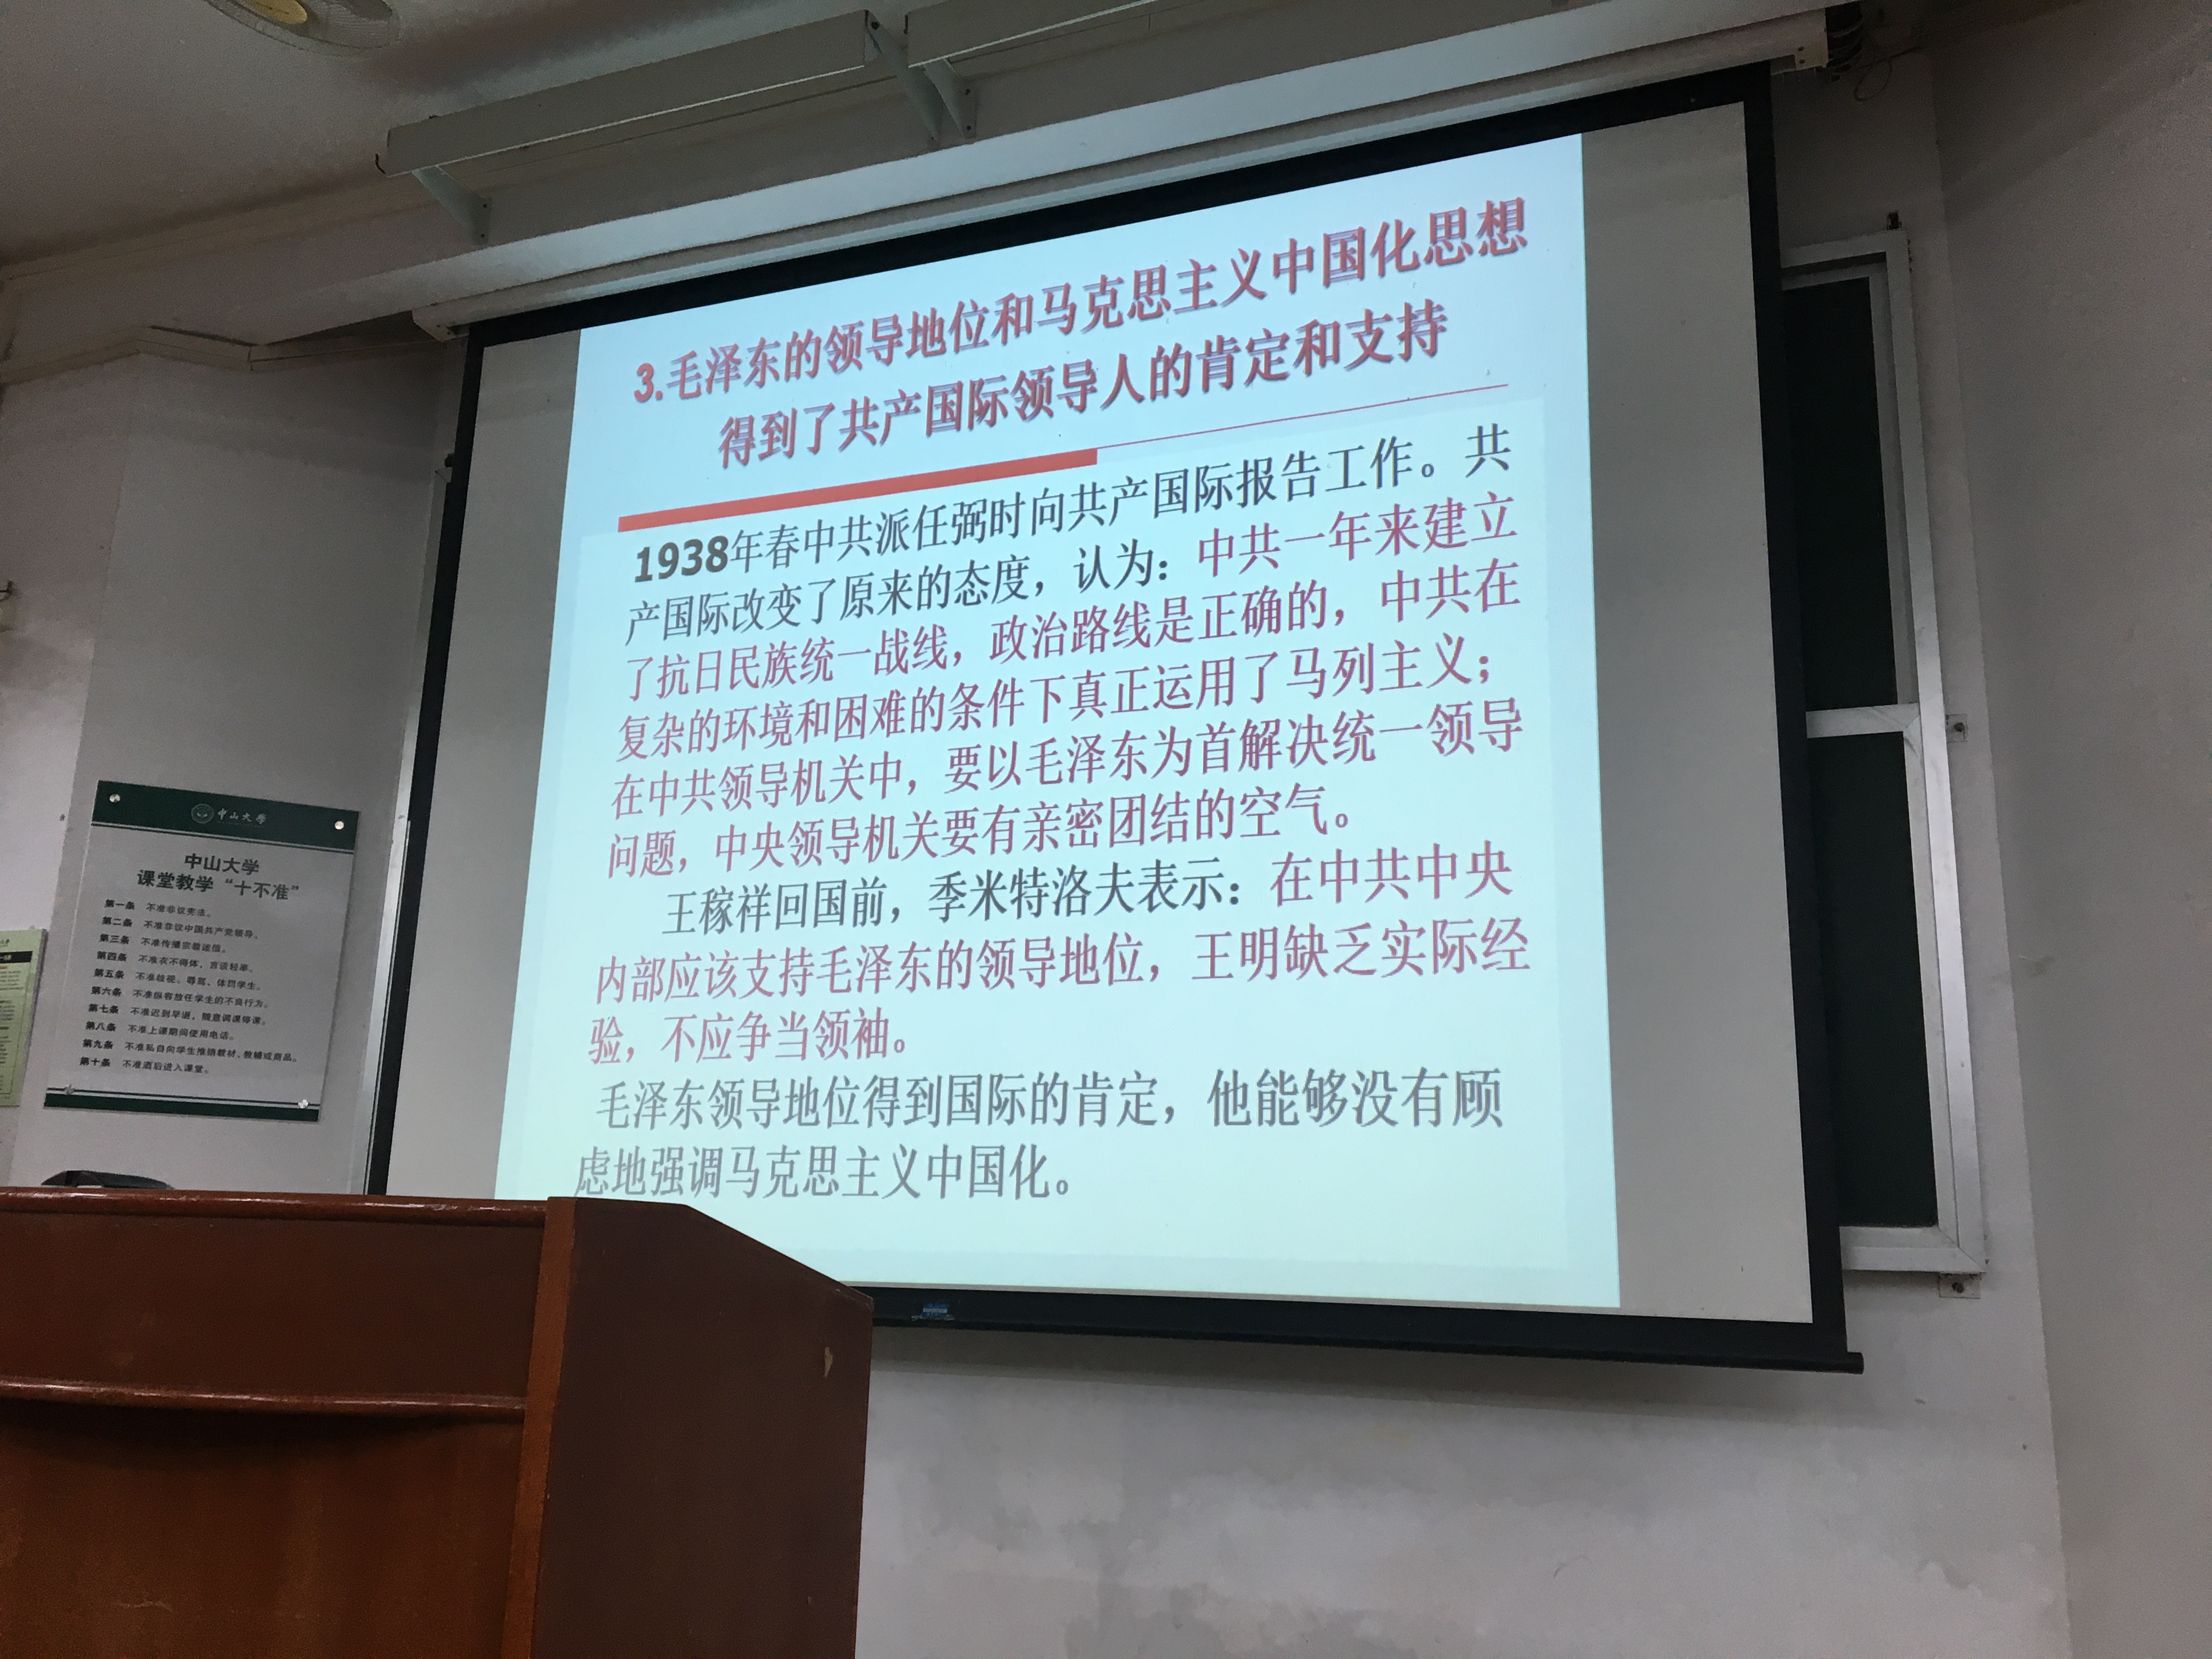 3.毛泽东的领导地位和马克思主义中国化思想
得到了共产国际领导人的肯定和支持
1938年春中共派任弼时向共产国际报告工作。共
产国际改变了原来的态度，认为：中共一年来建立
了抗日民族统一战线，政治路线是正确的，中共在
复杂的环境和困难的条件下真正运用了马列主义；
在中共领导机关中，要以毛泽东为首解决统一领导
问题，中央领导机关要有亲密团结的空气。
王稼祥回国前，季米特洛夫表示：在中共中央
内部应该支持毛泽东的领导地位，王明缺乏实际经
验，不应争当领袖。
毛泽东领导地位得到国际的肯定，他能够没有顾
虑地强调马克思主义中国化。
中山大学
中山大学
课堂教学“十不准”
第一条 不准非议宪法。
第二条 不准非议中国共产党领导。
第三条 不准传播宗教迷信。
第四条 不准衣不得体，言谈轻率。
第五条 不准歧视、辱骂、体罚学生。
第六条 不准纵容放任学生的不良行为。
第七条 不准迟到早退，随意调课停课。
第八条 不准上课期间使用电话。
第九条 不准私自向学生推销教材、教辅或商品。
第十条 不准酒后进入课堂。